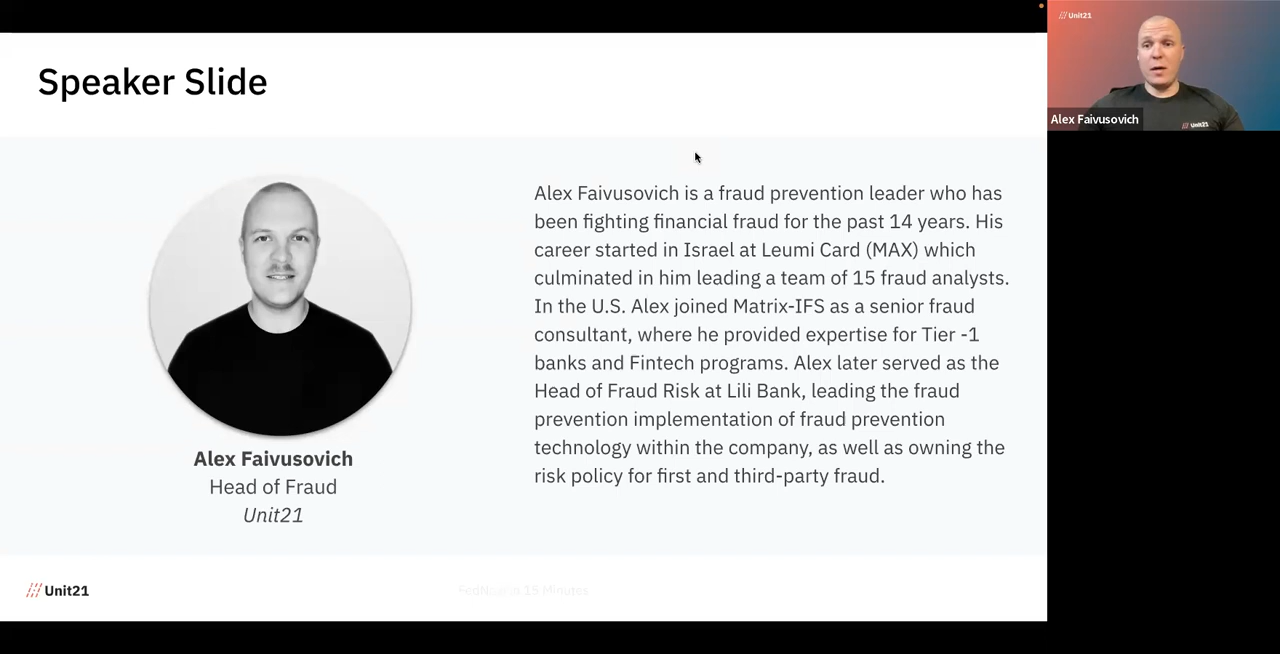 Speaker Slide
Alex Faivusovich is a fraud prevention leader who has
been fighting financial fraud for the past 14 years. His
career started in Israel at Leumi Card (MAX) which
culminated in him leading a team of 15 fraud analysts.
In the U.S. Alex joined Matrix-IFS as a senior fraud
consultant, where he provided expertise for Tier -1
banks and Fintech programs. Alex later served as the
Head of Fraud Risk at Lili Bank, leading the fraud
prevention implementation of fraud prevention
technology within the company, as well as owning the
risk policy for first and third-party fraud.
Alex Faivusovich
Head of Fraud
Unit21
Unit21
15 Minutes
Unit21
Unit21
Alex Faivusovich